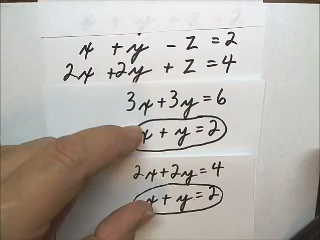 x + y - z = 2
2x + 2y + z = 4
3x + 3y = 6
x + y = 2
2x + 2y = 4
x + y = 2